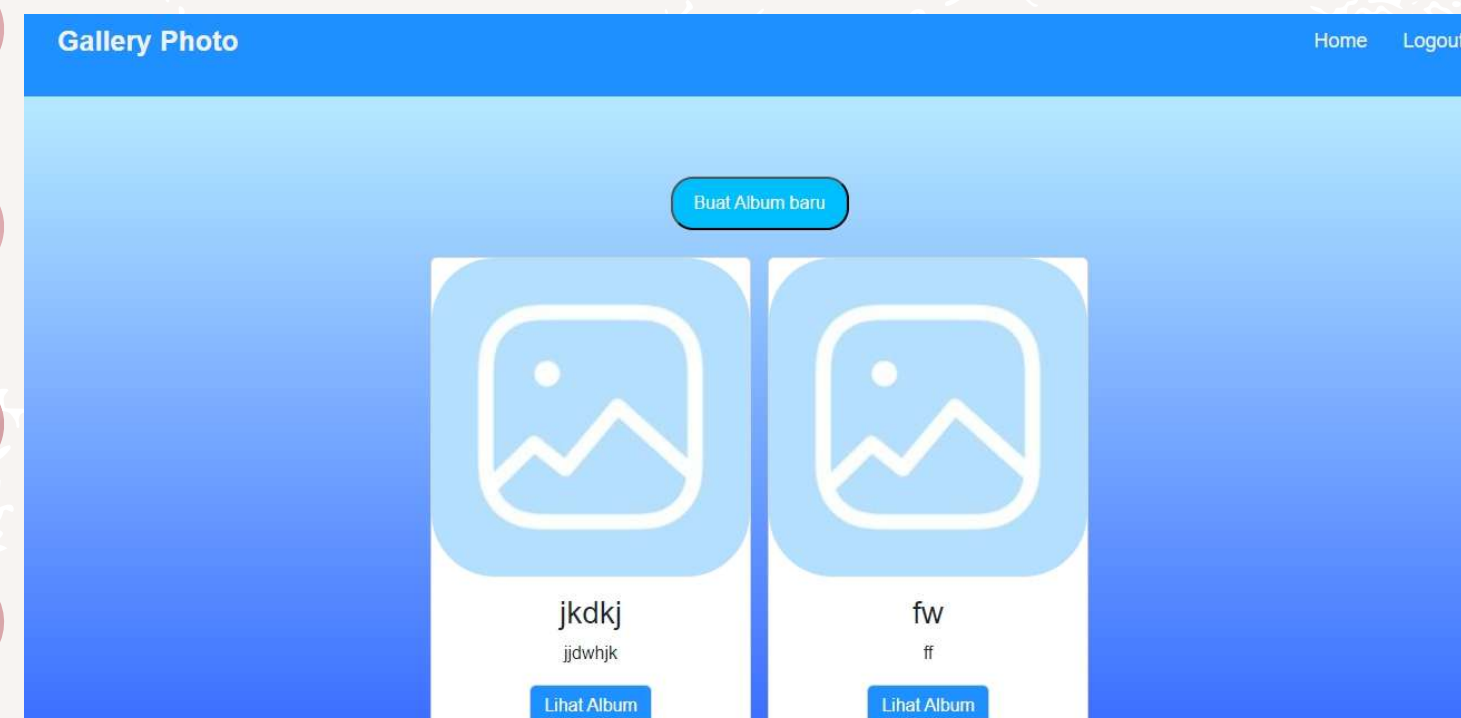 Gallery Photo
Home Logout
Buat Album baru
jkdkj
jjdwhjk
Lihat Album
fw
ff
Lihat Album